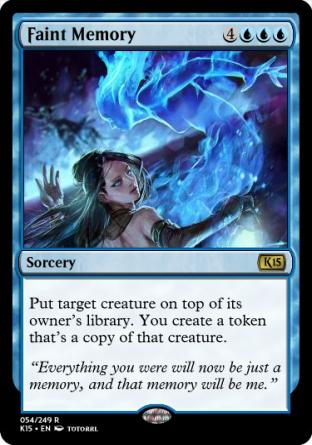 Faint Memory 4
Sorcery K15
Put target creature on top of its
owner's library. You create a token
that's a copy of that creature.
“Everything you were will now be just a
memory, and that memory will be me.”
054/249 R
K15 • EN TOTORRL